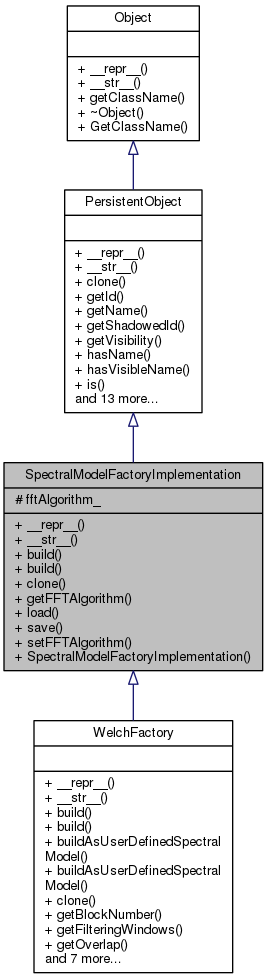 Object
+ __repr__()
+ __str__()
+ getClassName()
+ ~Object()
+ GetClassName()
PersistentObject
+ __repr__()
+ __str__()
+ clone()
+ getId()
+ getName()
+ getShadowedId()
+ getVisibility()
+ hasName()
+ hasVisibleName()
+ is()
and 13 more...
SpectralModelFactoryImplementation
# fftAlgorithm_
+ __repr__()
+ __str__()
+ build()
+ build()
+ clone()
+ getFFTAlgorithm()
+ load()
+ save()
+ setFFTAlgorithm()
+ SpectralModelFactoryImplementation()
WelchFactory
+ __repr__()
+ __str__()
+ build()
+ build()
+ buildAsUserDefinedSpectral
Model()
+ buildAsUserDefinedSpectral
Model()
+ clone()
+ getBlockNumber()
+ getFilteringWindows()
+ getOverlap()
and 7 more...